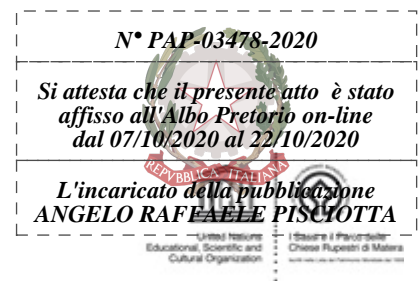 N° PAP-03478-2020
Si attesta che il presente atto è stato
affisso all'Albo Pretorio on-line
dal 07/10/2020 al 22/10/2020
REPVBBLICA ITALIANA
L'incaricato della pubblicazione
ANGELO RAFFAELE PISCIOTTA
United Nations
Educational, Scientific and
Cultural Organization
I Sassi e il Parco delle
Chiese Rupestri di Matera